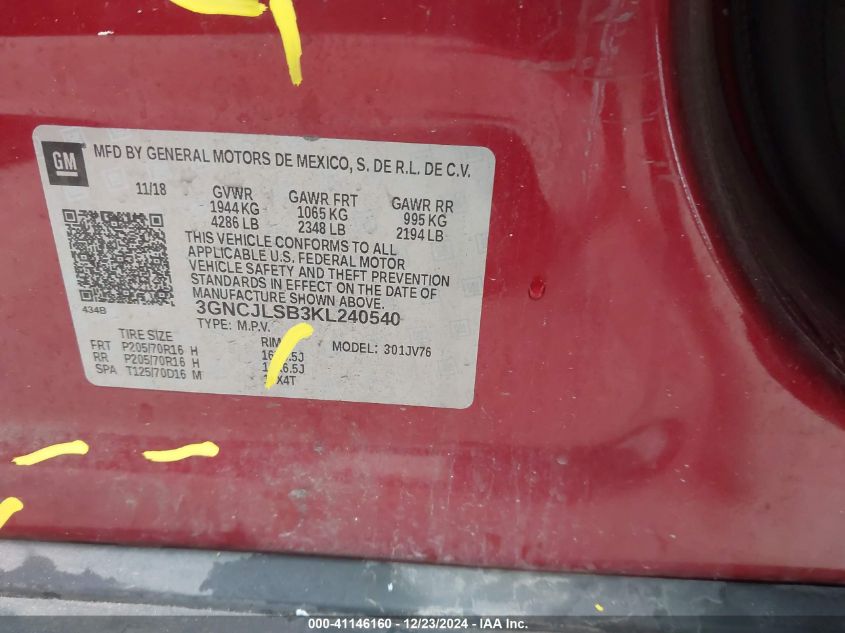 GM
MFD BY GENERAL MOTORS DE MEXICO, S. DE R.L. DE C.V.
11/18 GVWR GAWR FRT GAWR RR
1944 KG 1065 KG 995 KG
4286 LB 2348 LB 2194 LB
THIS VEHICLE CONFORMS TO ALL
APPLICABLE U.S. FEDERAL MOTOR
VEHICLE SAFETY AND THEFT PREVENTION
STANDARDS IN EFFECT ON THE DATE OF
MANUFACTURE SHOWN ABOVE.
434B
3GNCJLSB3KL240540
TYPE: M.P.V.
TIRE SIZE RIM MODEL: 301JV76
FRT P205/70R16 H
RR P205/70R16 H
SPA T125/70D16 M
000-41146160 - 12/23/2024 - IAA Inc.